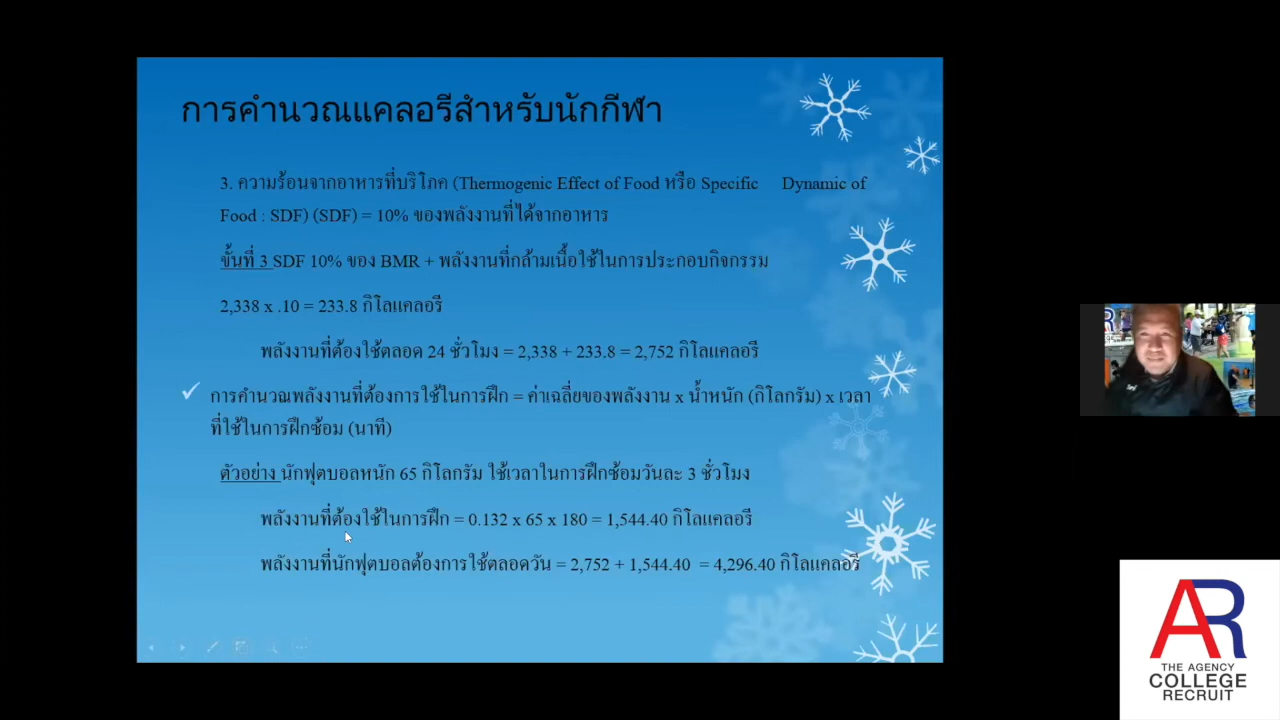 การคำนวณแคลอรีสำหรับนักกีฬา
3. ความร้อนจากอาหารที่บริโภค (Thermogenic Effect of Food หรือ Specific Dynamic of
Food : SDF) (SDF) = 10% ของพลังงานที่ได้จากอาหาร
ขั้นที่ 3 SDF 10% ของ BMR + พลังงานที่กล้ามเนื้อใช้ในการประกอบกิจกรรม
2,338 x .10 = 233.8 กิโลแคลอรี
พลังงานที่ต้องใช้ตลอด 24 ชั่วโมง = 2,338 + 233.8 = 2,752 กิโลแคลอรี
การคำนวณพลังงานที่ต้องการใช้ในการฝึก = ค่าเฉลี่ยของพลังงาน x น้ำหนัก (กิโลกรัม) x เวลา
ที่ใช้ในการฝึกซ้อม (นาที)
ตัวอย่าง นักฟุตบอลหนัก 65 กิโลกรัม ใช้เวลาในการฝึกซ้อมวันละ 3 ชั่วโมง
พลังงานที่ต้องใช้ในการฝึก = 0.132 x 65 x 180 = 1,544.40 กิโลแคลอรี
พลังงานที่นักฟุตบอลต้องการใช้ตลอดวัน = 2,752 + 1,544.40 = 4,296.40 กิโลแคลอรี
AR
THE AGENCY
COLLEGE
RECRUIT